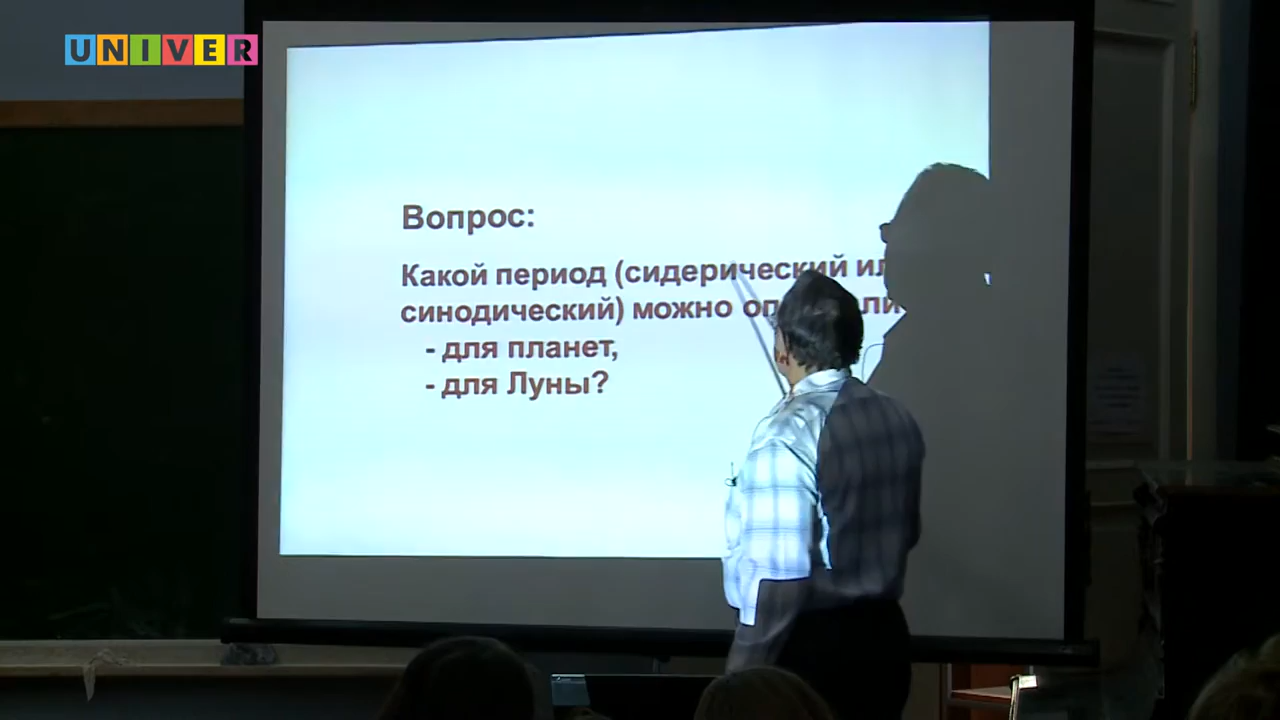 UNIVER
Вопрос:
Какой период (сидерический
синодический) можно
- для планет,
- для Луны?